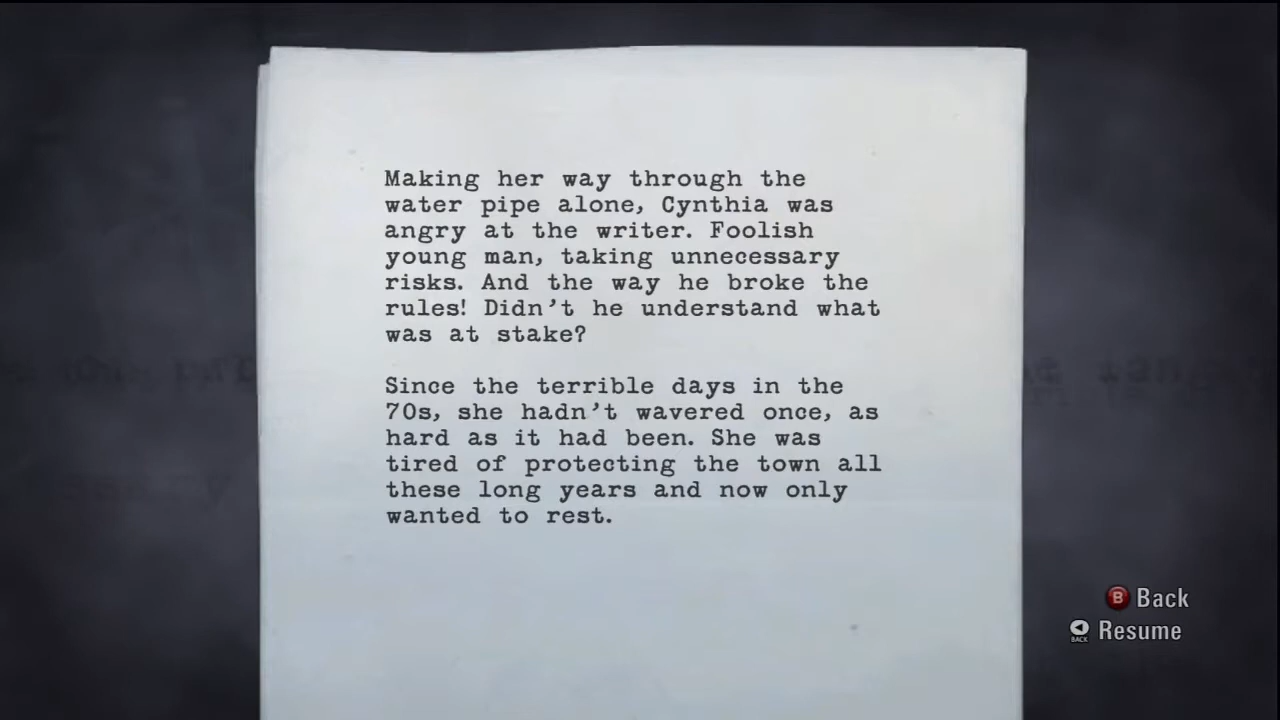 Making her way through the
water pipe alone, Cynthia was
angry at the writer. Foolish
young man, taking unnecessary
risks. And the way he broke the
rules! Didn't he understand what
was at stake?
Since the terrible days in the
70s, she hadn't wavered once, as
hard as it had been. She was
tired of protecting the town all
these long years and now only
wanted to rest.
B Back
BACK Resume